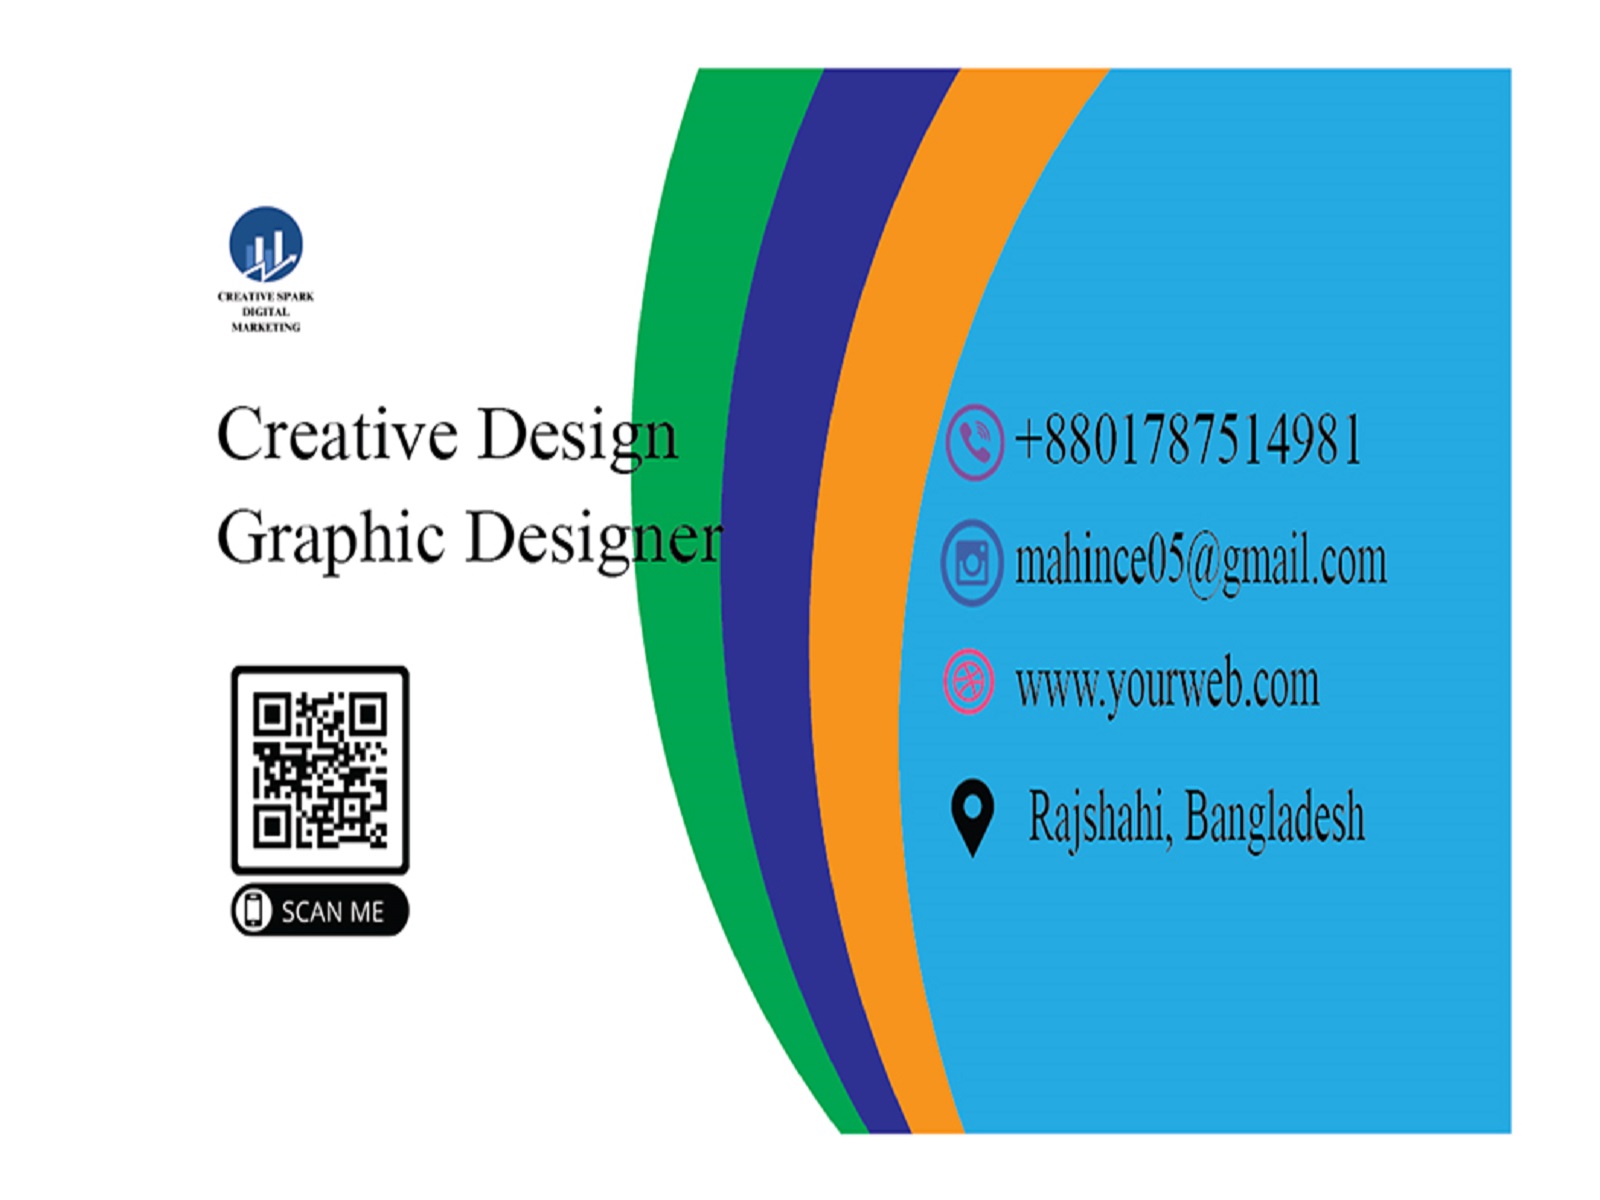 CREATIVE SPARK
DIGITAL
MARKETING
Creative Design
Graphic Designer
SCAN ME
+8801787514981
mahince05@gmail.com
www.yourweb.com
Rajshahi, Bangladesh